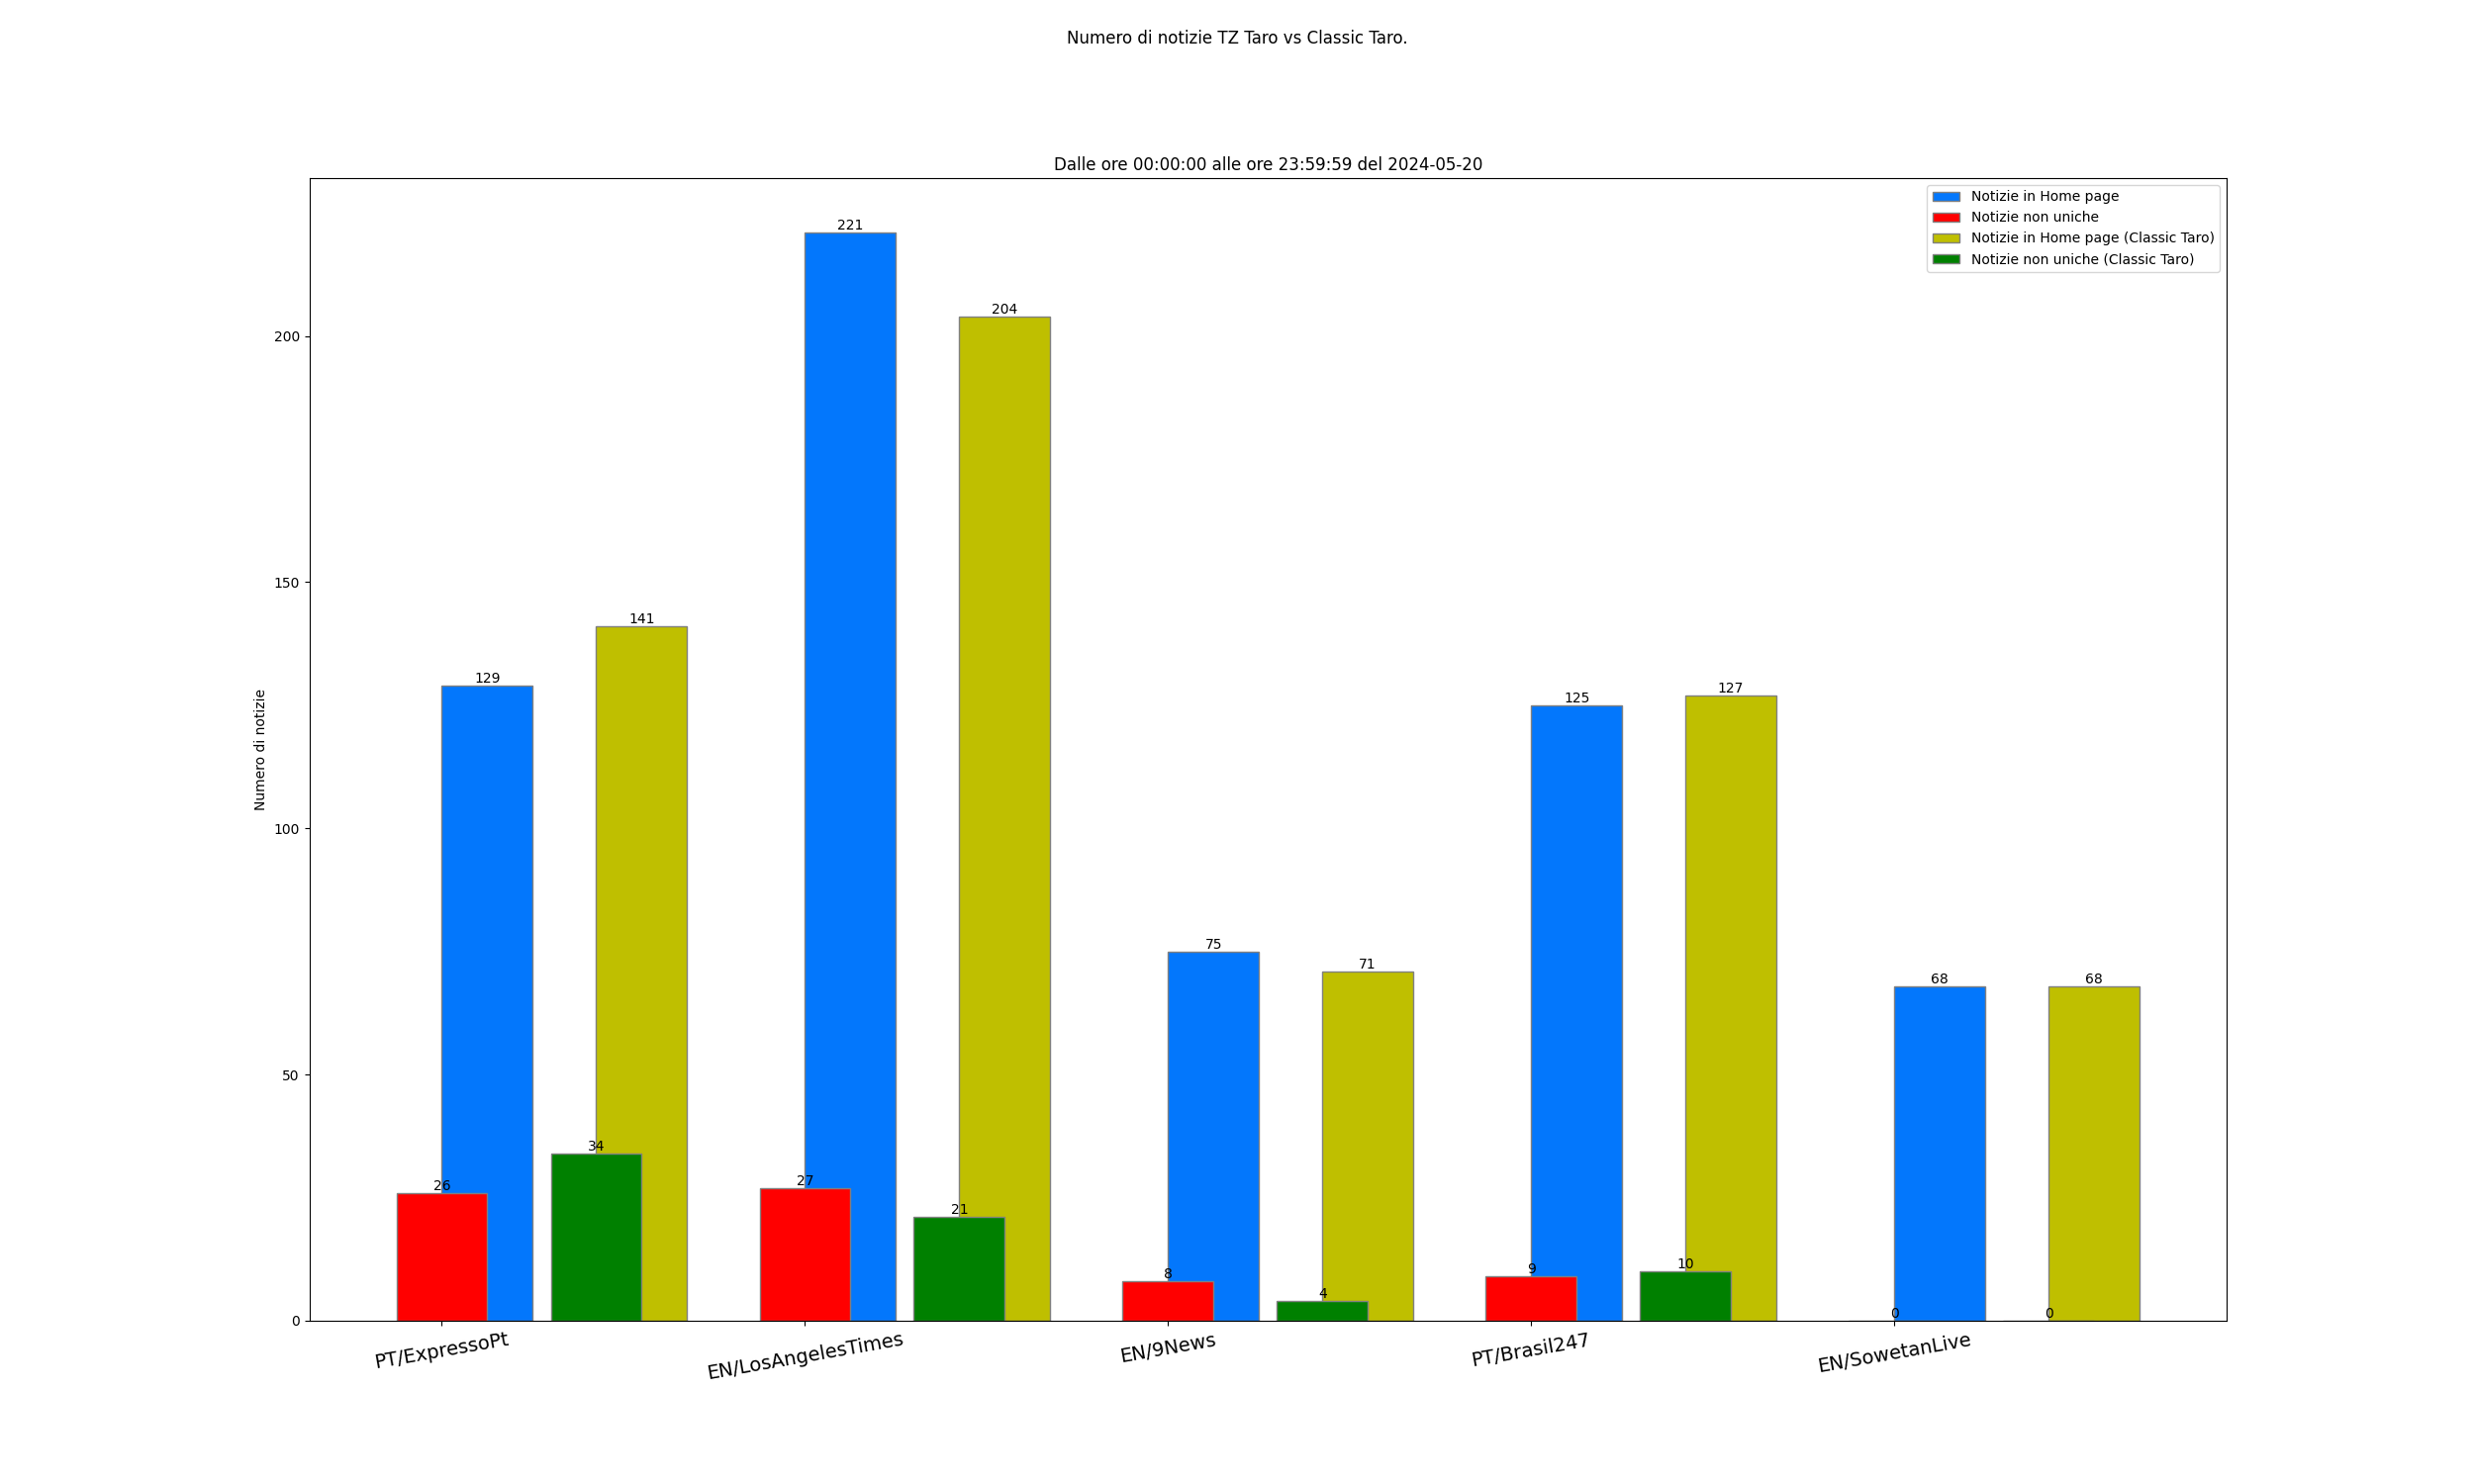 Numero di notizie TZ Taro vs Classic Taro.
Dalle ore 00:00:00 alle ore 23:59:59 del 2024-05-20
Notizie in Home page
Notizie non uniche
Notizie in Home page (Classic Taro)
Notizie non uniche (Classic Taro)
Numero di notizie
200
150
100
50
0
129
26
141
34
221
27
204
21
75
8
71
4
125
9
127
10
68
0
68
0
PT/ExpressoPt
EN/LosAngelesTimes
EN/9News
PT/Brasil247
EN/SowetanLive